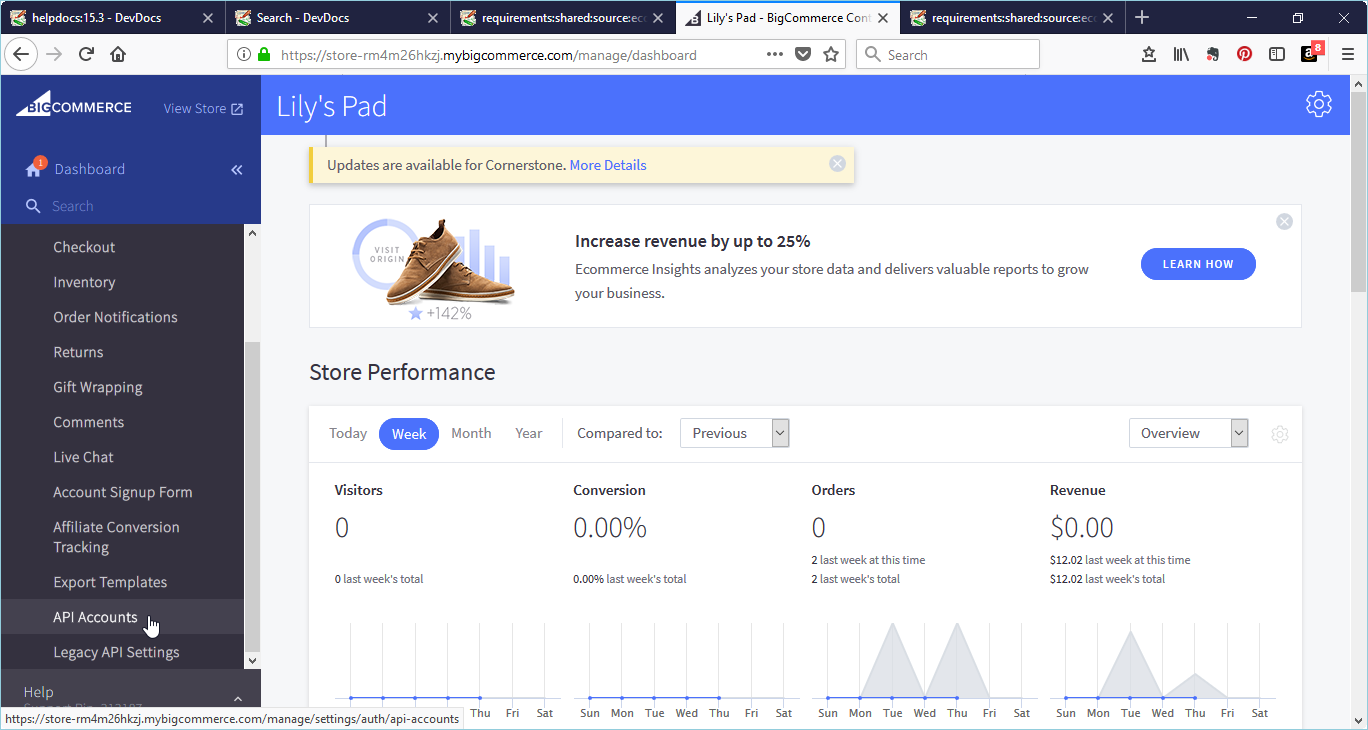 helpdocs:15.3 - DevDocs
Search - DevDocs
requirements:shared:source:ec
Lily's Pad - BigCommerce Cont
requirements:shared:source:ec
https://store-rm4m26hkzj.mybigcommerce.com/manage/dashboard
Search
8
BIGCOMMERCE
View Store
Lily's Pad
1
Dashboard
Search
Checkout
Inventory
Order Notifications
Returns
Gift Wrapping
Comments
Live Chat
Account Signup Form
Affiliate Conversion
Tracking
Export Templates
API Accounts
Legacy API Settings
Help
https://store-rm4m26hkzj.mybigcommerce.com/manage/settings/auth/api-accounts
Updates are available for Cornerstone. More Details
VISIT
ORIGIN
+142%
Increase revenue by up to 25%
Ecommerce Insights analyzes your store data and delivers valuable reports to grow
your business.
LEARN HOW
Store Performance
Today Week Month Year Compared to: Previous Overview
Visitors Conversion Orders Revenue
0 0.00% 0 $0.00
2 last week at this time $12.02 last week at this time
0 last week's total 0.00% last week's total 2 last week's total $12.02 last week's total
Thu Fri Sat Sun Mon Tue Wed Thu Fri Sat Sun Mon Tue Wed Thu Fri Sat Sun Mon Tue Wed Thu Fri Sat